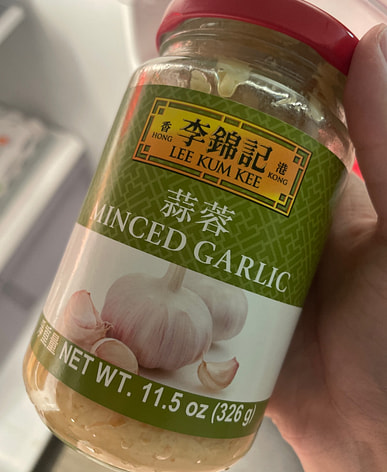 香港
李錦記
HONG KONG
LEE KUM KEE
蒜蓉
MINCED GARLIC
NET WT. 11.5 oz (326 g)